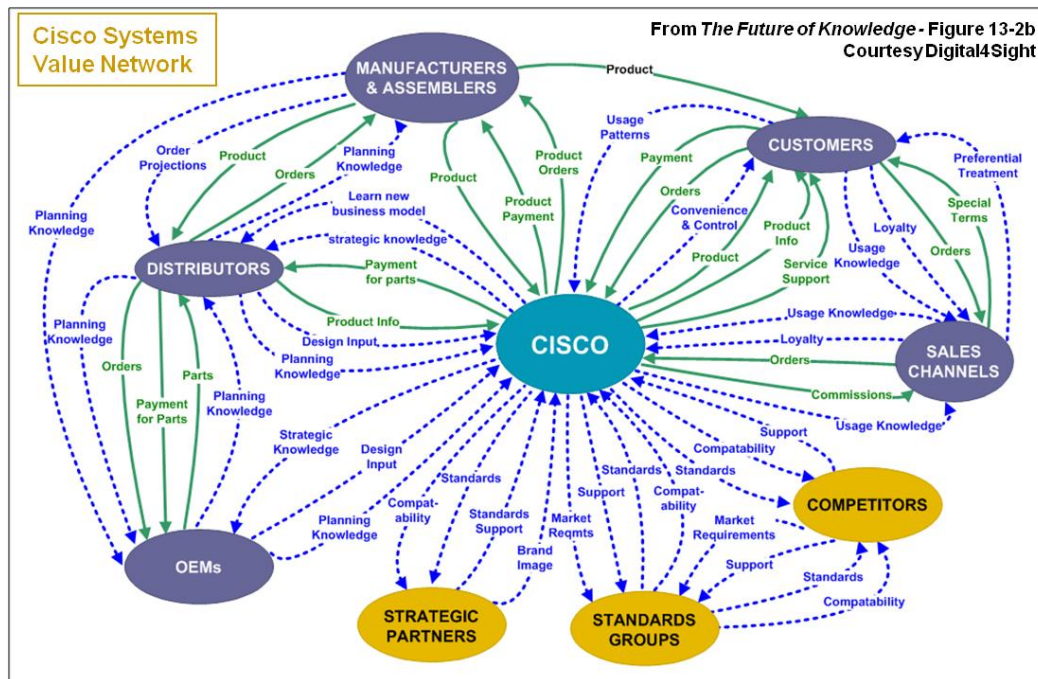 Cisco Systems
Value Network
From The Future of Knowledge - Figure 13-2b
Courtesy Digital4Sight
MANUFACTURERS
& ASSEMBLERS
Product
CUSTOMERS
Usage
Patterns
Preferential
Treatment
Order
Projections
Product
Orders
Planning
Knowledge
Product
Product
Orders
Product
Payment
Payment
Orders
Convenience
& Control
Product
Product
Info
Service
Support
Usage
Knowledge
Loyalty
Orders
Special
Terms
Planning
Knowledge
Learn new
business model
strategic knowledge
DISTRIBUTORS
Payment
for parts
Product Info
Design Input
Planning
Knowledge
CISCO
Usage Knowledge
Loyalty
Orders
Commissions
Usage Knowledge
SALES
CHANNELS
Planning
Knowledge
Orders
Payment
for Parts
Parts
Planning
Knowledge
Strategic
Knowledge
Design
Input
Planning
Knowledge
Compat-
ability
Standards
Standards
Support
Brand
Image
Market
Reqmts
Support
Standards
Compat-
ability
Standards
Compatability
Support
COMPETITORS
Market
Requirements
Support
Standards
Compatability
OEMs
STRATEGIC
PARTNERS
STANDARDS
GROUPS